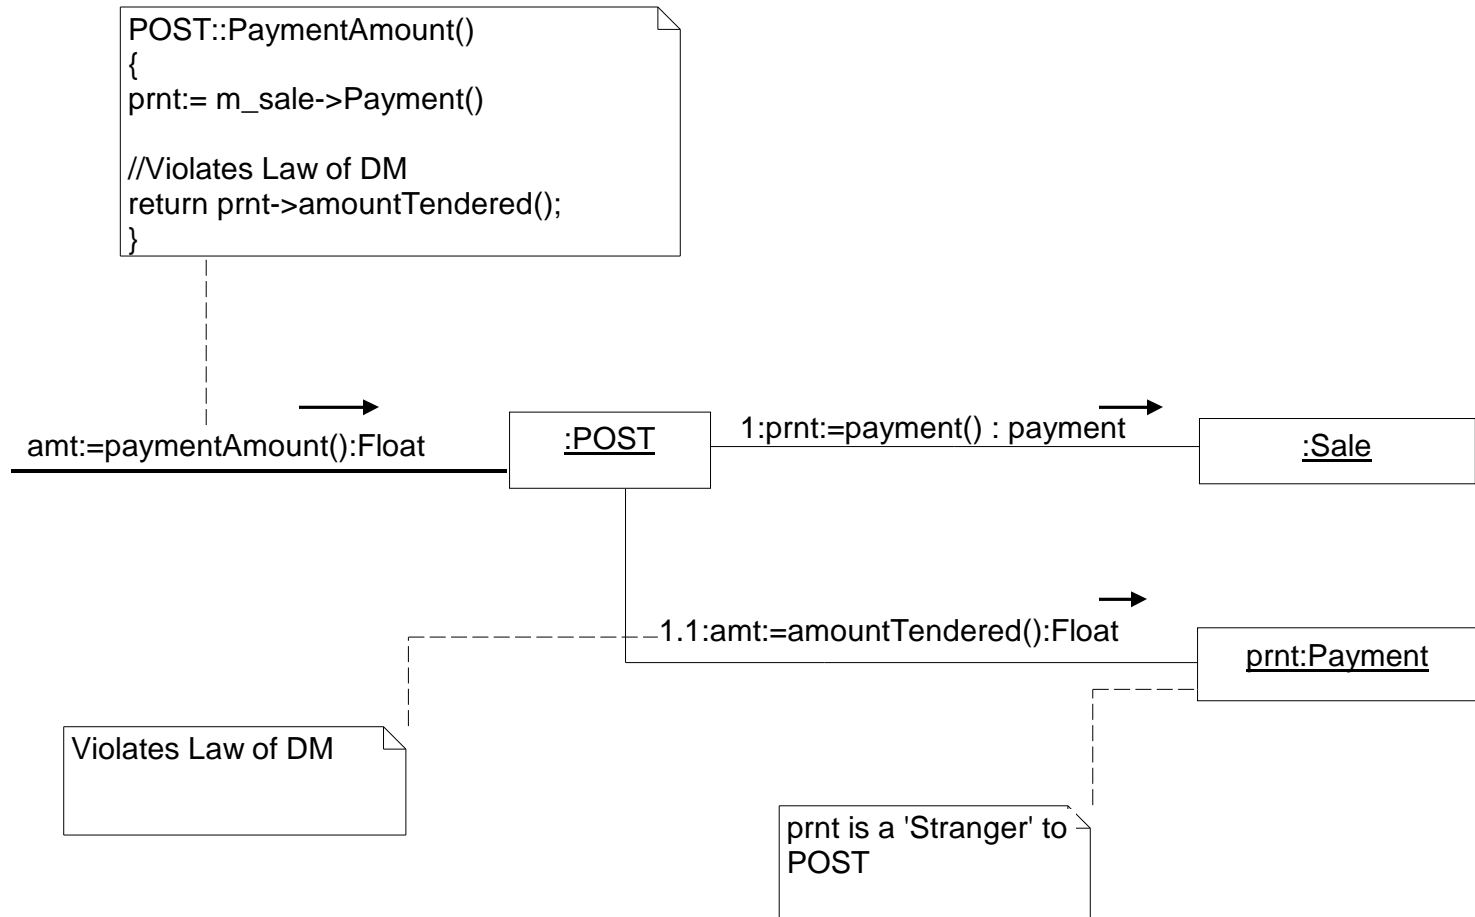 POST::PaymentAmount()
{
prnt:= m_sale->Payment()
//Violates Law of DM
return prnt->amountTendered();
}
amt:=paymentAmount():Float
:POST
1:prnt:=payment() : payment
:Sale
1.1:amt:=amountTendered():Float
prnt:Payment
Violates Law of DM
prnt is a 'Stranger' to
POST